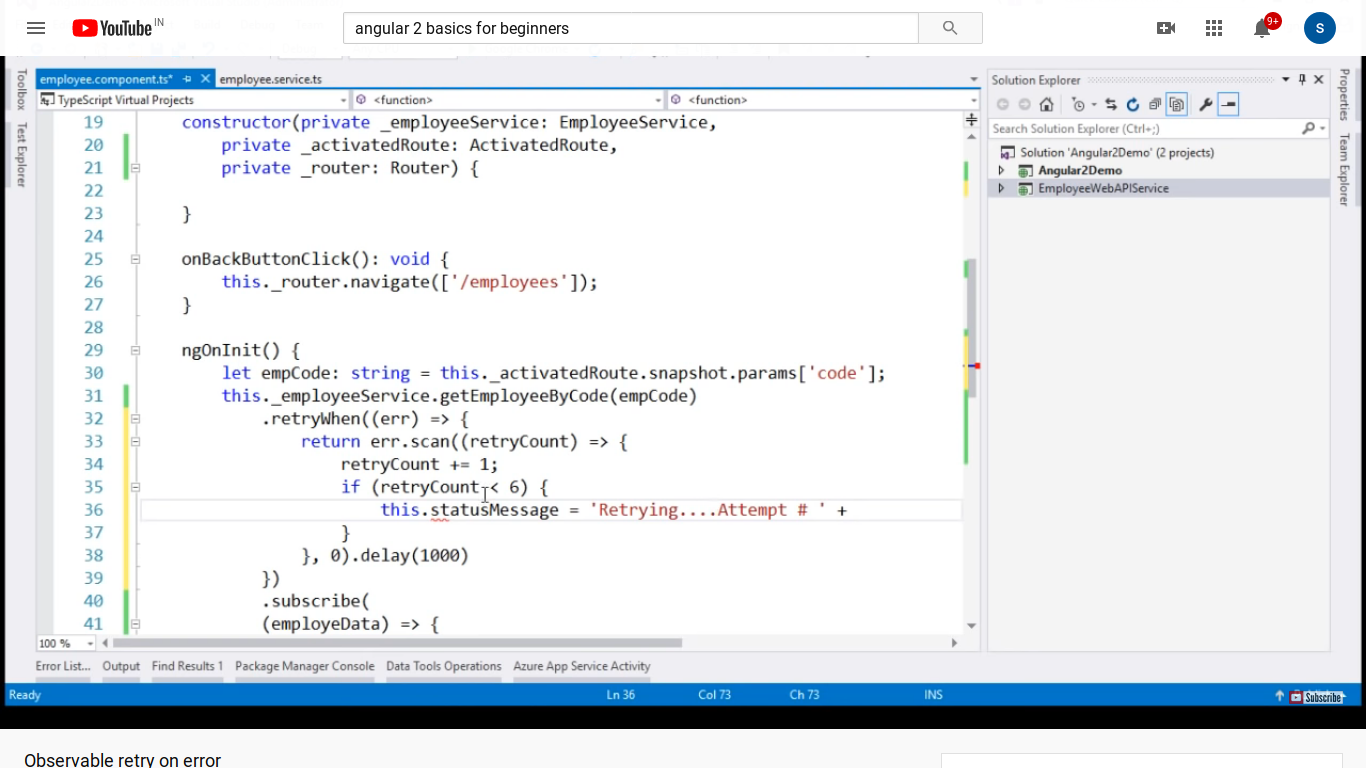 YouTube IN
angular 2 basics for beginners
9+
S
Toolbox
Test Explorer
employee.component.ts*
employee.service.ts
TypeScript Virtual Projects
<function>
<function>
19 constructor(private _employeeService: EmployeeService,
20 private _activatedRoute: ActivatedRoute,
21 private _router: Router) {
22
23 }
24
25 onBackButtonClick(): void {
26 this._router.navigate(['/employees']);
27 }
28
29 ngOnInit() {
30 let empCode: string = this._activatedRoute.snapshot.params['code'];
31 this._employeeService.getEmployeeByCode(empCode)
32 .retryWhen((err) => {
33 return err.scan((retryCount) => {
34 retryCount += 1;
35 if (retryCount < 6) {
36 this.statusMessage = 'Retrying....Attempt # ' +
37 }
38 }, 0).delay(1000)
39 })
40 .subscribe(
41 (employeData) => {
100 %
Solution Explorer
Search Solution Explorer (Ctrl+;)
Solution 'Angular2Demo' (2 projects)
Angular2Demo
EmployeeWebAPIService
Properties
Team Explorer
Error List... Output Find Results 1 Package Manager Console Data Tools Operations Azure App Service Activity
Ready Ln 36 Col 73 Ch 73 INS
Subscribe
Observable retry on error